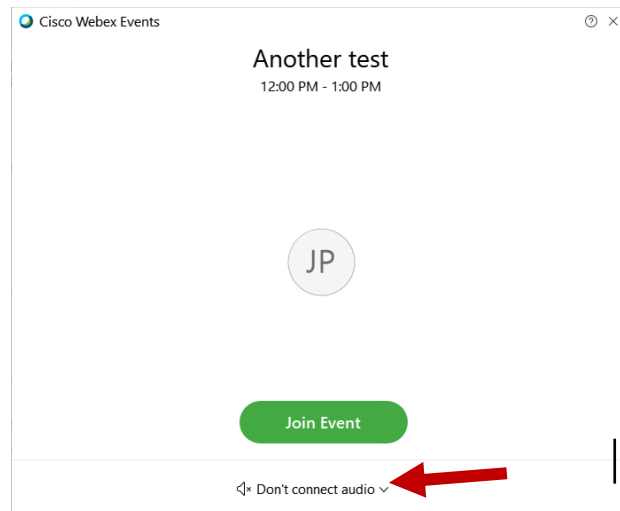 Cisco Webex Events
Another test
12:00 PM - 1:00 PM
JP
Join Event
Don't connect audio